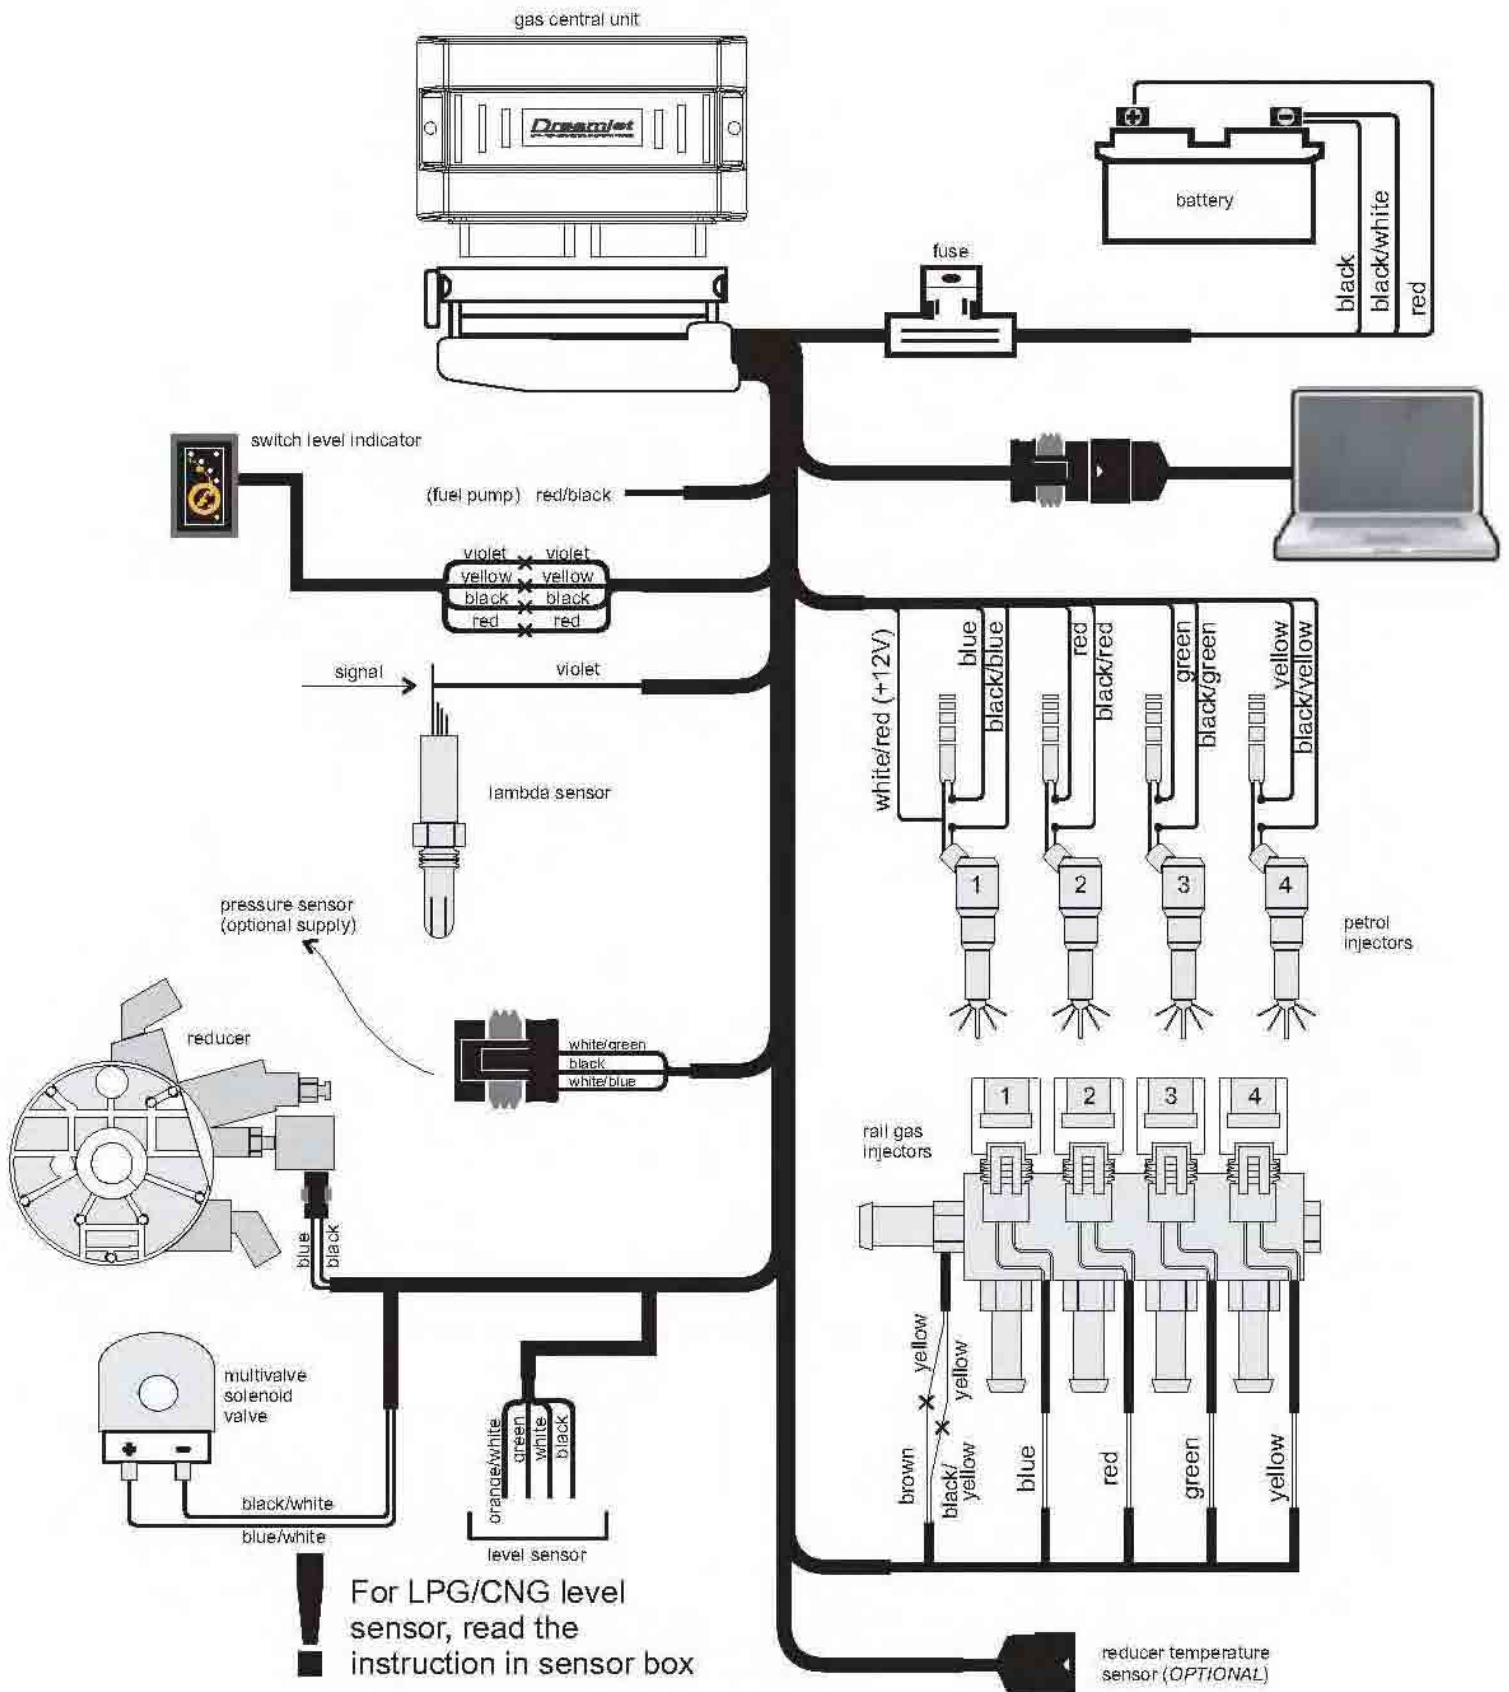 gas central unit
Dreamjet
battery
black
black/white
red
fuse
switch level indicator
(fuel pump) red/black
violet violet
yellow yellow
black black
red red
signal
violet
lambda sensor
white/red (+12V)
blue
black/blue
red
black/red
green
black/green
yellow
black/yellow
1
2
3
4
petrol
injectors
pressure sensor
(optional supply)
reducer
white/green
black
white/blue
blue
black
rail gas
injectors
1
2
3
4
yellow
yellow
brown
black/
yellow
blue
red
green
yellow
multivalve
solenoid
valve
+ -
black/white
blue/white
orange/white
green
white
black
level sensor
For LPG/CNG level
sensor, read the
instruction in sensor box
reducer temperature
sensor (OPTIONAL)